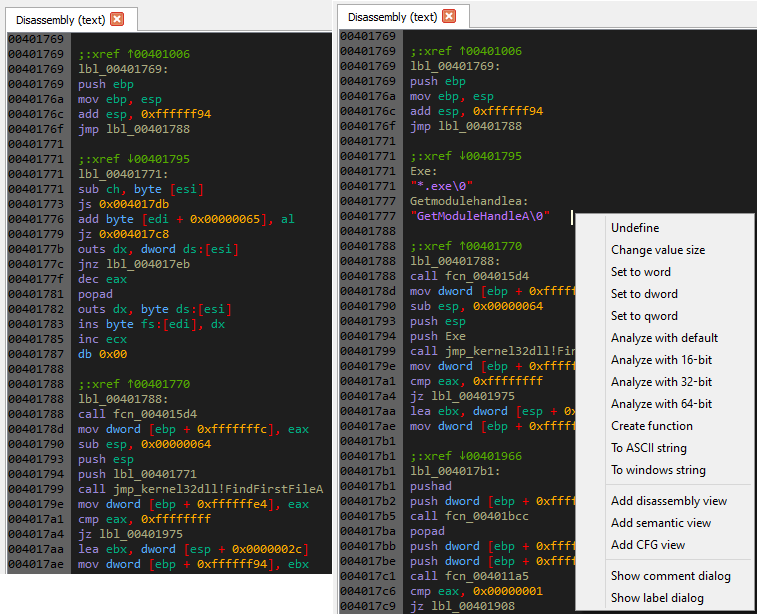 Disassembly (text)
00401769
00401769 ;:xref ↑00401006
00401769 lbl_00401769:
00401769 push ebp
0040176a mov ebp, esp
0040176c add esp, 0xffffff94
0040176f jmp lbl_00401788
00401771
00401771 ;:xref ↓00401795
00401771 lbl_00401771:
00401771 sub ch, byte [esi]
00401773 js 0x004017db
00401776 add byte [edi + 0x00000065], al
00401779 jz 0x004017c8
0040177b outs dx, dword ds:[esi]
0040177c jnz lbl_004017eb
0040177f dec eax
00401781 popad
00401782 outs dx, byte ds:[esi]
00401783 ins byte fs:[edi], dx
00401786 inc ecx
00401787 db 0x00
00401788
00401788 ;:xref ↑00401770
00401788 lbl_00401788:
00401788 call fcn_004015d4
0040178d mov dword [ebp + 0xfffffffc], eax
00401790 sub esp, 0x00000064
00401793 push esp
00401794 push lbl_00401771
00401799 call jmp_kernel32dll!FindFirstFileA
0040179e mov dword [ebp + 0xffffffe4], eax
004017a1 cmp eax, 0xffffffff
004017a4 jz lbl_00401975
004017aa lea ebx, dword [esp + 0x0000002c]
004017ae mov dword [ebp + 0xffffff94], ebx
Disassembly (text)
00401769
00401769 ;:xref ↑00401006
00401769 lbl_00401769:
00401769 push ebp
0040176a mov ebp, esp
0040176c add esp, 0xffffff94
0040176f jmp lbl_00401788
00401771
00401771 ;:xref ↓00401795
00401771 Exe:
00401771 "*.exe\0"
00401777 Getmodulehandlea:
00401777 "GetModuleHandleA\0"
00401788
00401788 ;:xref ↑00401770
00401788 lbl_00401788:
00401788 call fcn_004015d4
0040178d mov dword [ebp + 0xfffff
00401790 sub esp, 0x00000064
00401793 push esp
00401794 push Exe
00401799 call jmp_kernel32dll!Fin
0040179e mov dword [ebp + 0xfffff
004017a1 cmp eax, 0xffffffff
004017a4 jz lbl_00401975
004017aa lea ebx, dword [esp + 0x
004017ae mov dword [ebp + 0xfffff
004017b1
004017b1 ;:xref ↓00401966
004017b1 lbl_004017b1:
004017b1 pushad
004017b2 push dword [ebp + 0xffff
004017b5 call fcn_00401bcc
004017ba popad
004017bb push dword [ebp + 0xffff
004017be push dword [ebp + 0xffff
004017c1 call fcn_004011a5
004017c6 cmp eax, 0x00000001
004017c9 jz lbl_00401908
Undefine
Change value size
Set to word
Set to dword
Set to qword
Analyze with default
Analyze with 16-bit
Analyze with 32-bit
Analyze with 64-bit
Create function
To ASCII string
To windows string
Add disassembly view
Add semantic view
Add CFG view
Show comment dialog
Show label dialog